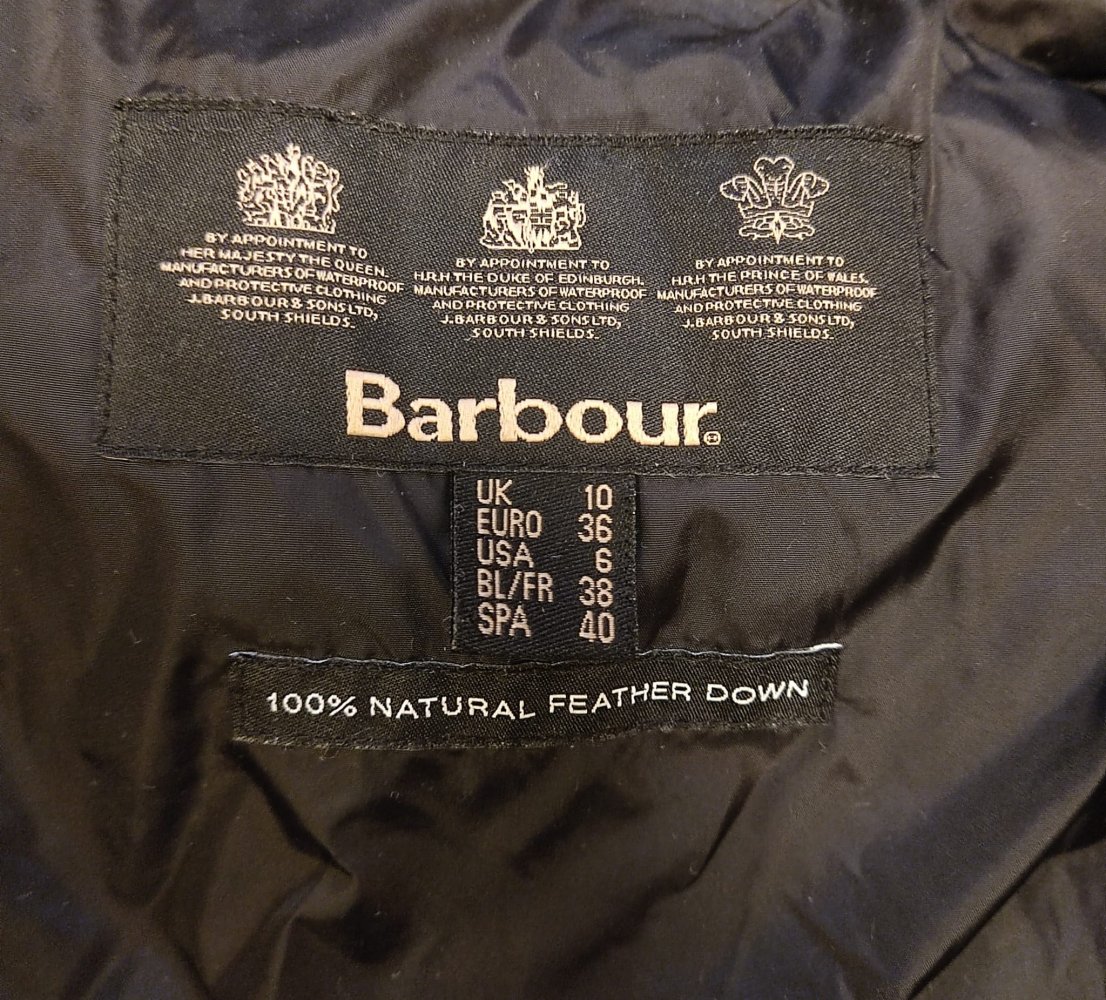 BY APPOINTMENT TO
HER MAJESTY THE QUEEN.
MANUFACTURERS OF WATERPROOF
AND PROTECTIVE CLOTHING
J.BARBOUR & SONS LTD,
SOUTH SHIELDS.
BY APPOINTMENT TO
H.R.H THE DUKE OF EDINBURGH.
MANUFACTURERS OF WATERPROOF
AND PROTECTIVE CLOTHING
J.BARBOUR & SONS LTD,
SOUTH SHIELDS.
BY APPOINTMENT TO
H.R.H THE PRINCE OF WALES.
MANUFACTURERS OF WATERPROOF
AND PROTECTIVE CLOTHING
J.BARBOUR & SONS LTD,
SOUTH SHIELDS.
Barbour®
UK 10
EURO 36
USA 6
BL/FR 38
SPA 40
100% NATURAL FEATHER DOWN